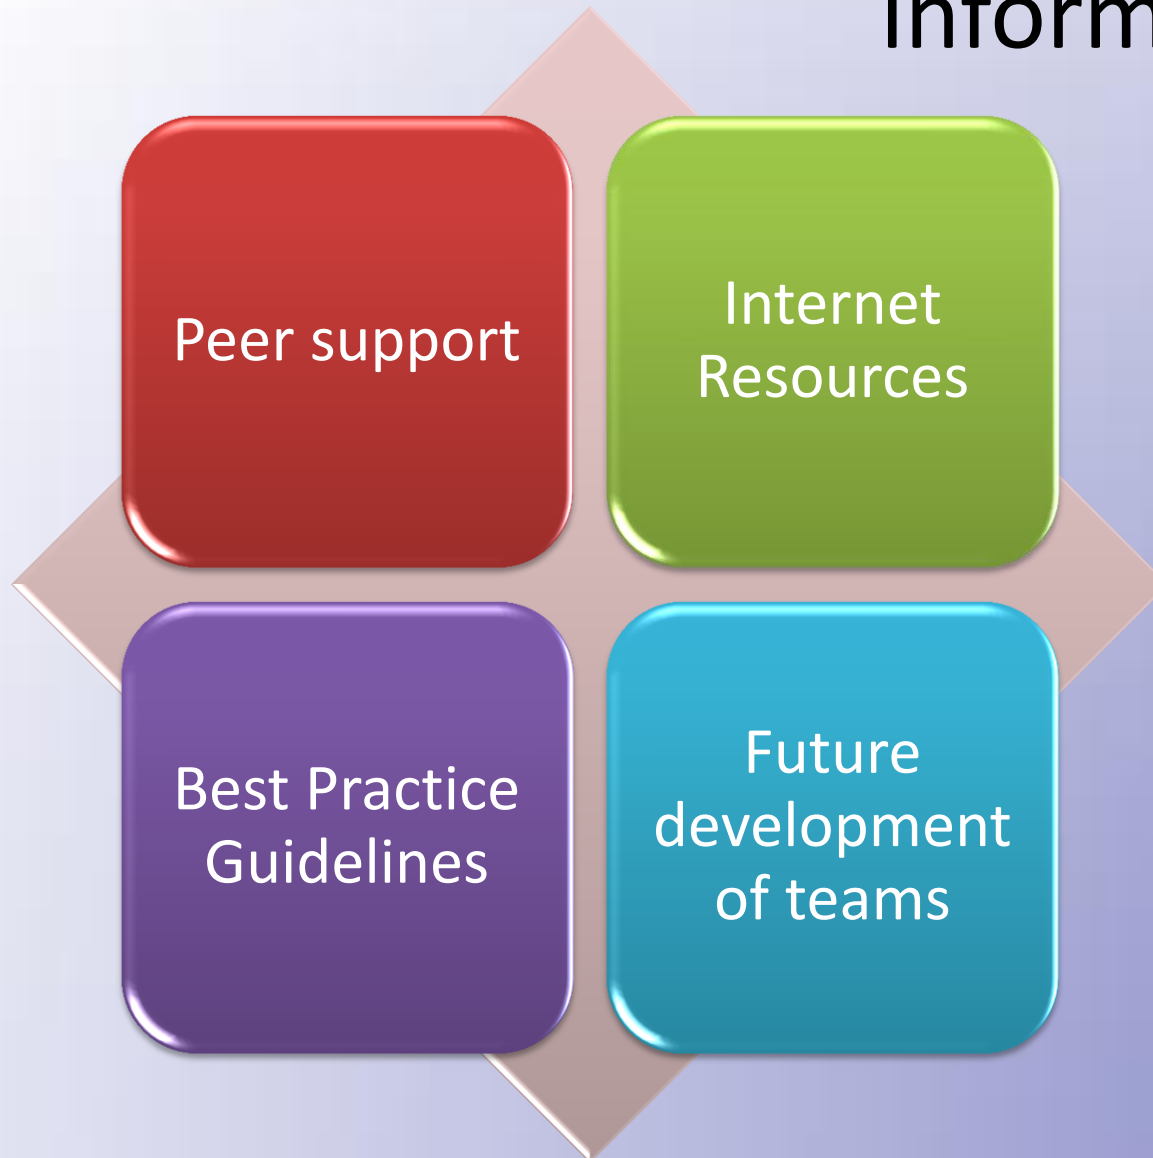 Inform
Peer support
Internet
Resources
Best Practice
Guidelines
Future
development
of teams